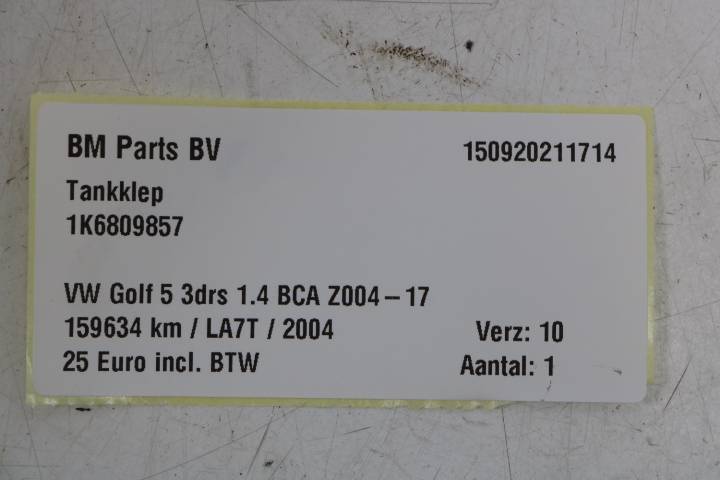 BM Parts BV 150920211714
Tankklep
1K6809857
VW Golf 5 3drs 1.4 BCA Z004-17
159634 km / LA7T / 2004 Verz: 10
25 Euro incl. BTW Aantal: 1